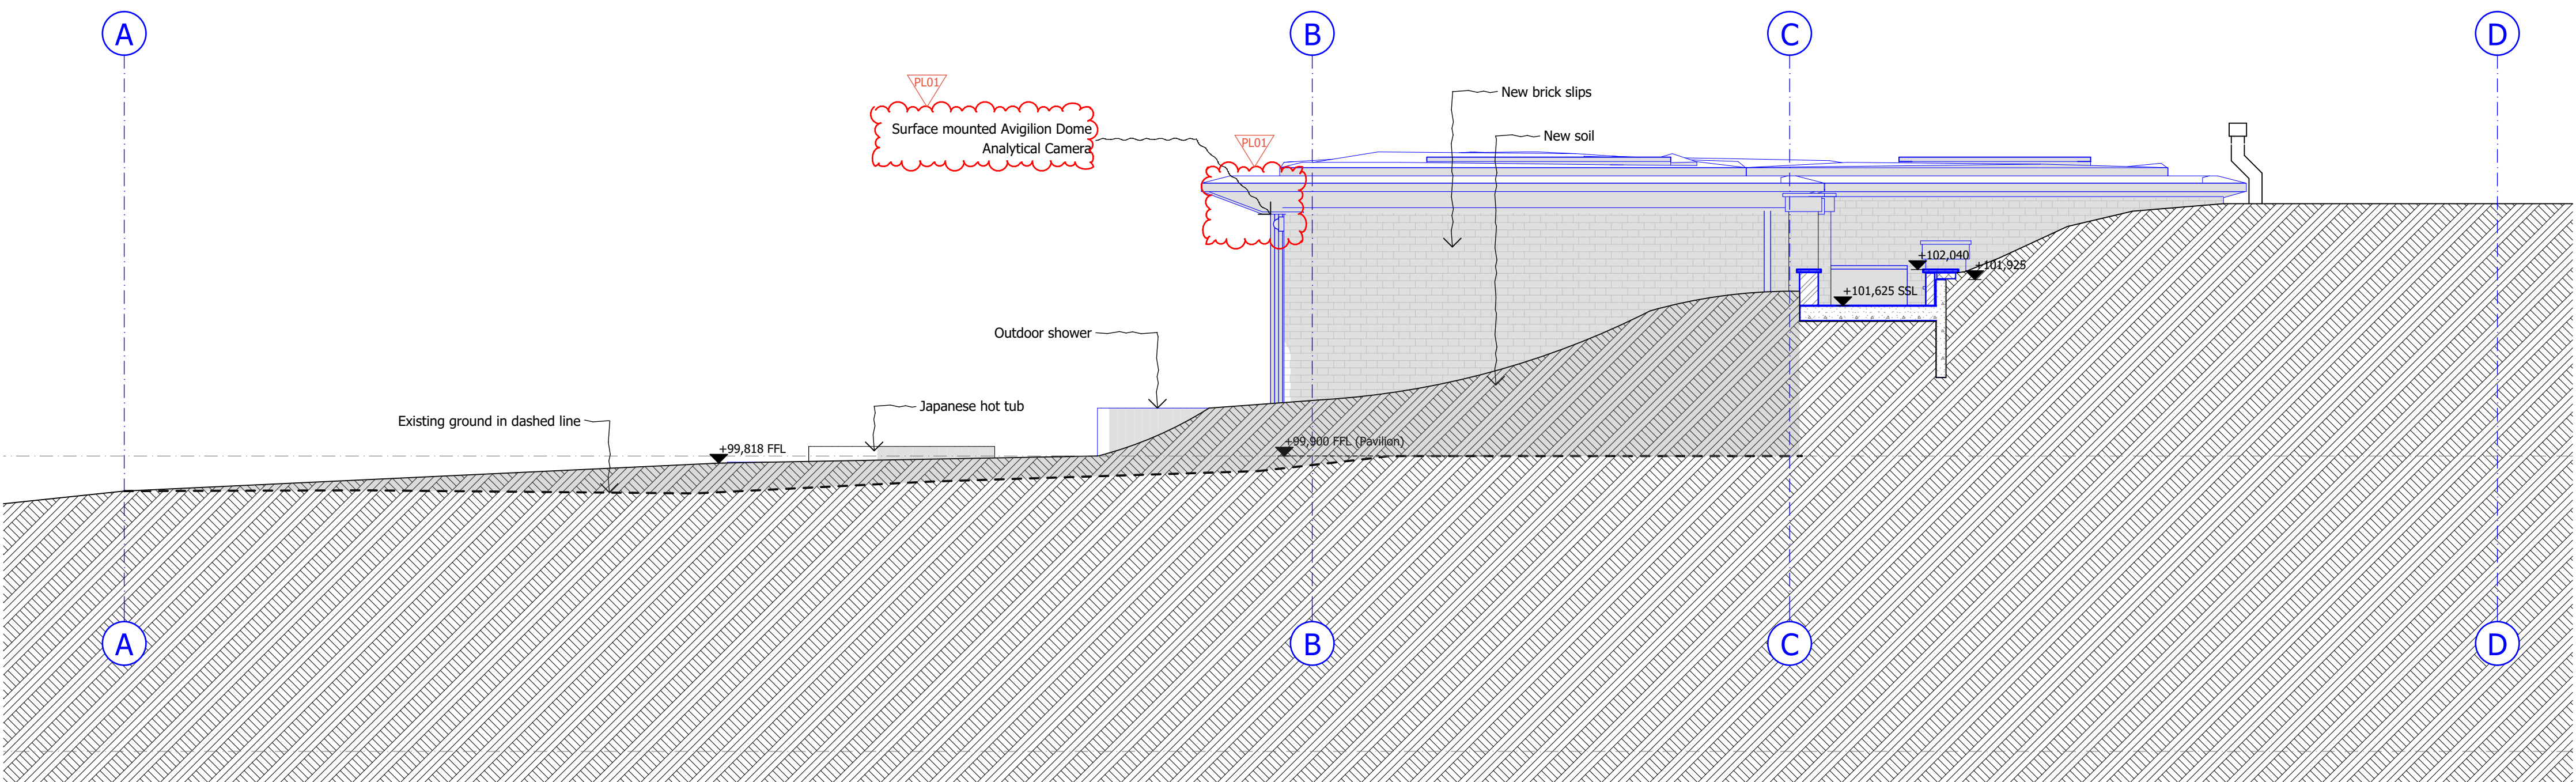 A
B
C
D
PL01
New brick slips
Surface mounted Avigilion Dome
Analytical Camera
PL01
New soil
+102,040
+101,925
+101,625 SSL
Outdoor shower
Japanese hot tub
Existing ground in dashed line
+99,818 FFL
+99,900 FFL (Pavilion)
A
B
C
D